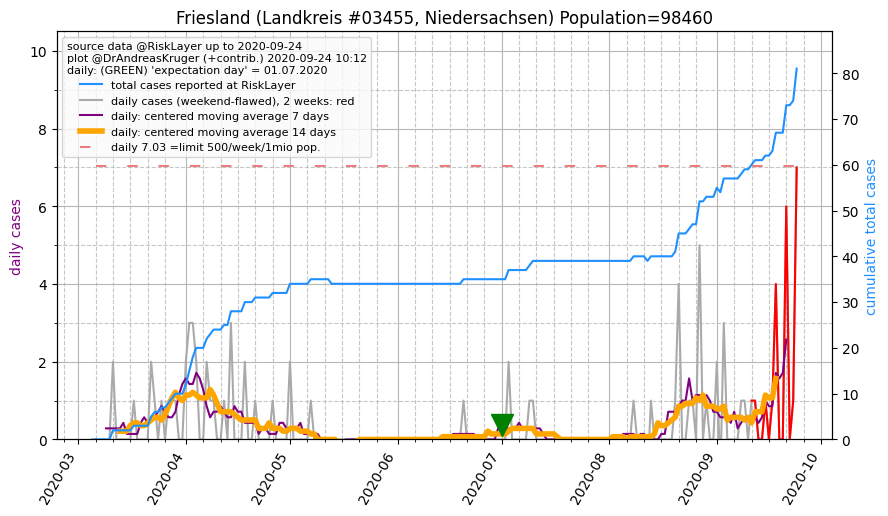 Friesland (Landkreis #03455, Niedersachsen) Population=98460
source data @RiskLayer up to 2020-09-24
plot @DrAndreasKruger (+contrib.) 2020-09-24 10:12
daily: (GREEN) 'expectation day' = 01.07.2020
total cases reported at RiskLayer
daily cases (weekend-flawed), 2 weeks: red
daily: centered moving average 7 days
daily: centered moving average 14 days
daily 7.03 =limit 500/week/1mio pop.
daily cases
10
8
6
4
2
0
cumulative total cases
80
70
60
50
40
30
20
10
0
2020-03
2020-04
2020-05
2020-06
2020-07
2020-08
2020-09
2020-10